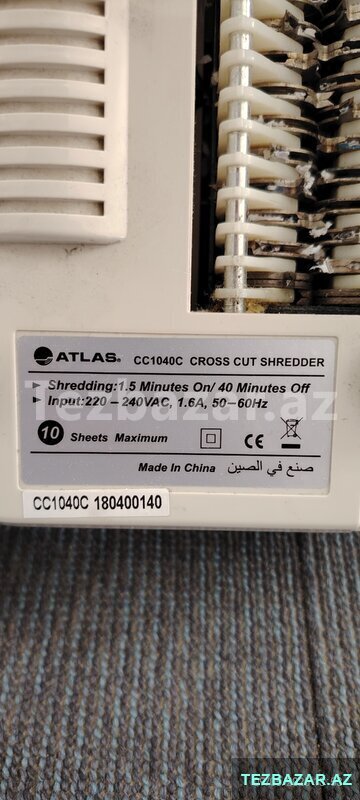 ATLAS® CC1040C CROSS CUT SHREDDER
Shredding:1.5 Minutes On/ 40 Minutes Off
► Input:220–240VAC, 1.6A, 50–60Hz
Tezbazar.az
10 Sheets Maximum CE
Made In China صنع في الصين
CC1040C 180400140
TEZBAZAR.AZ